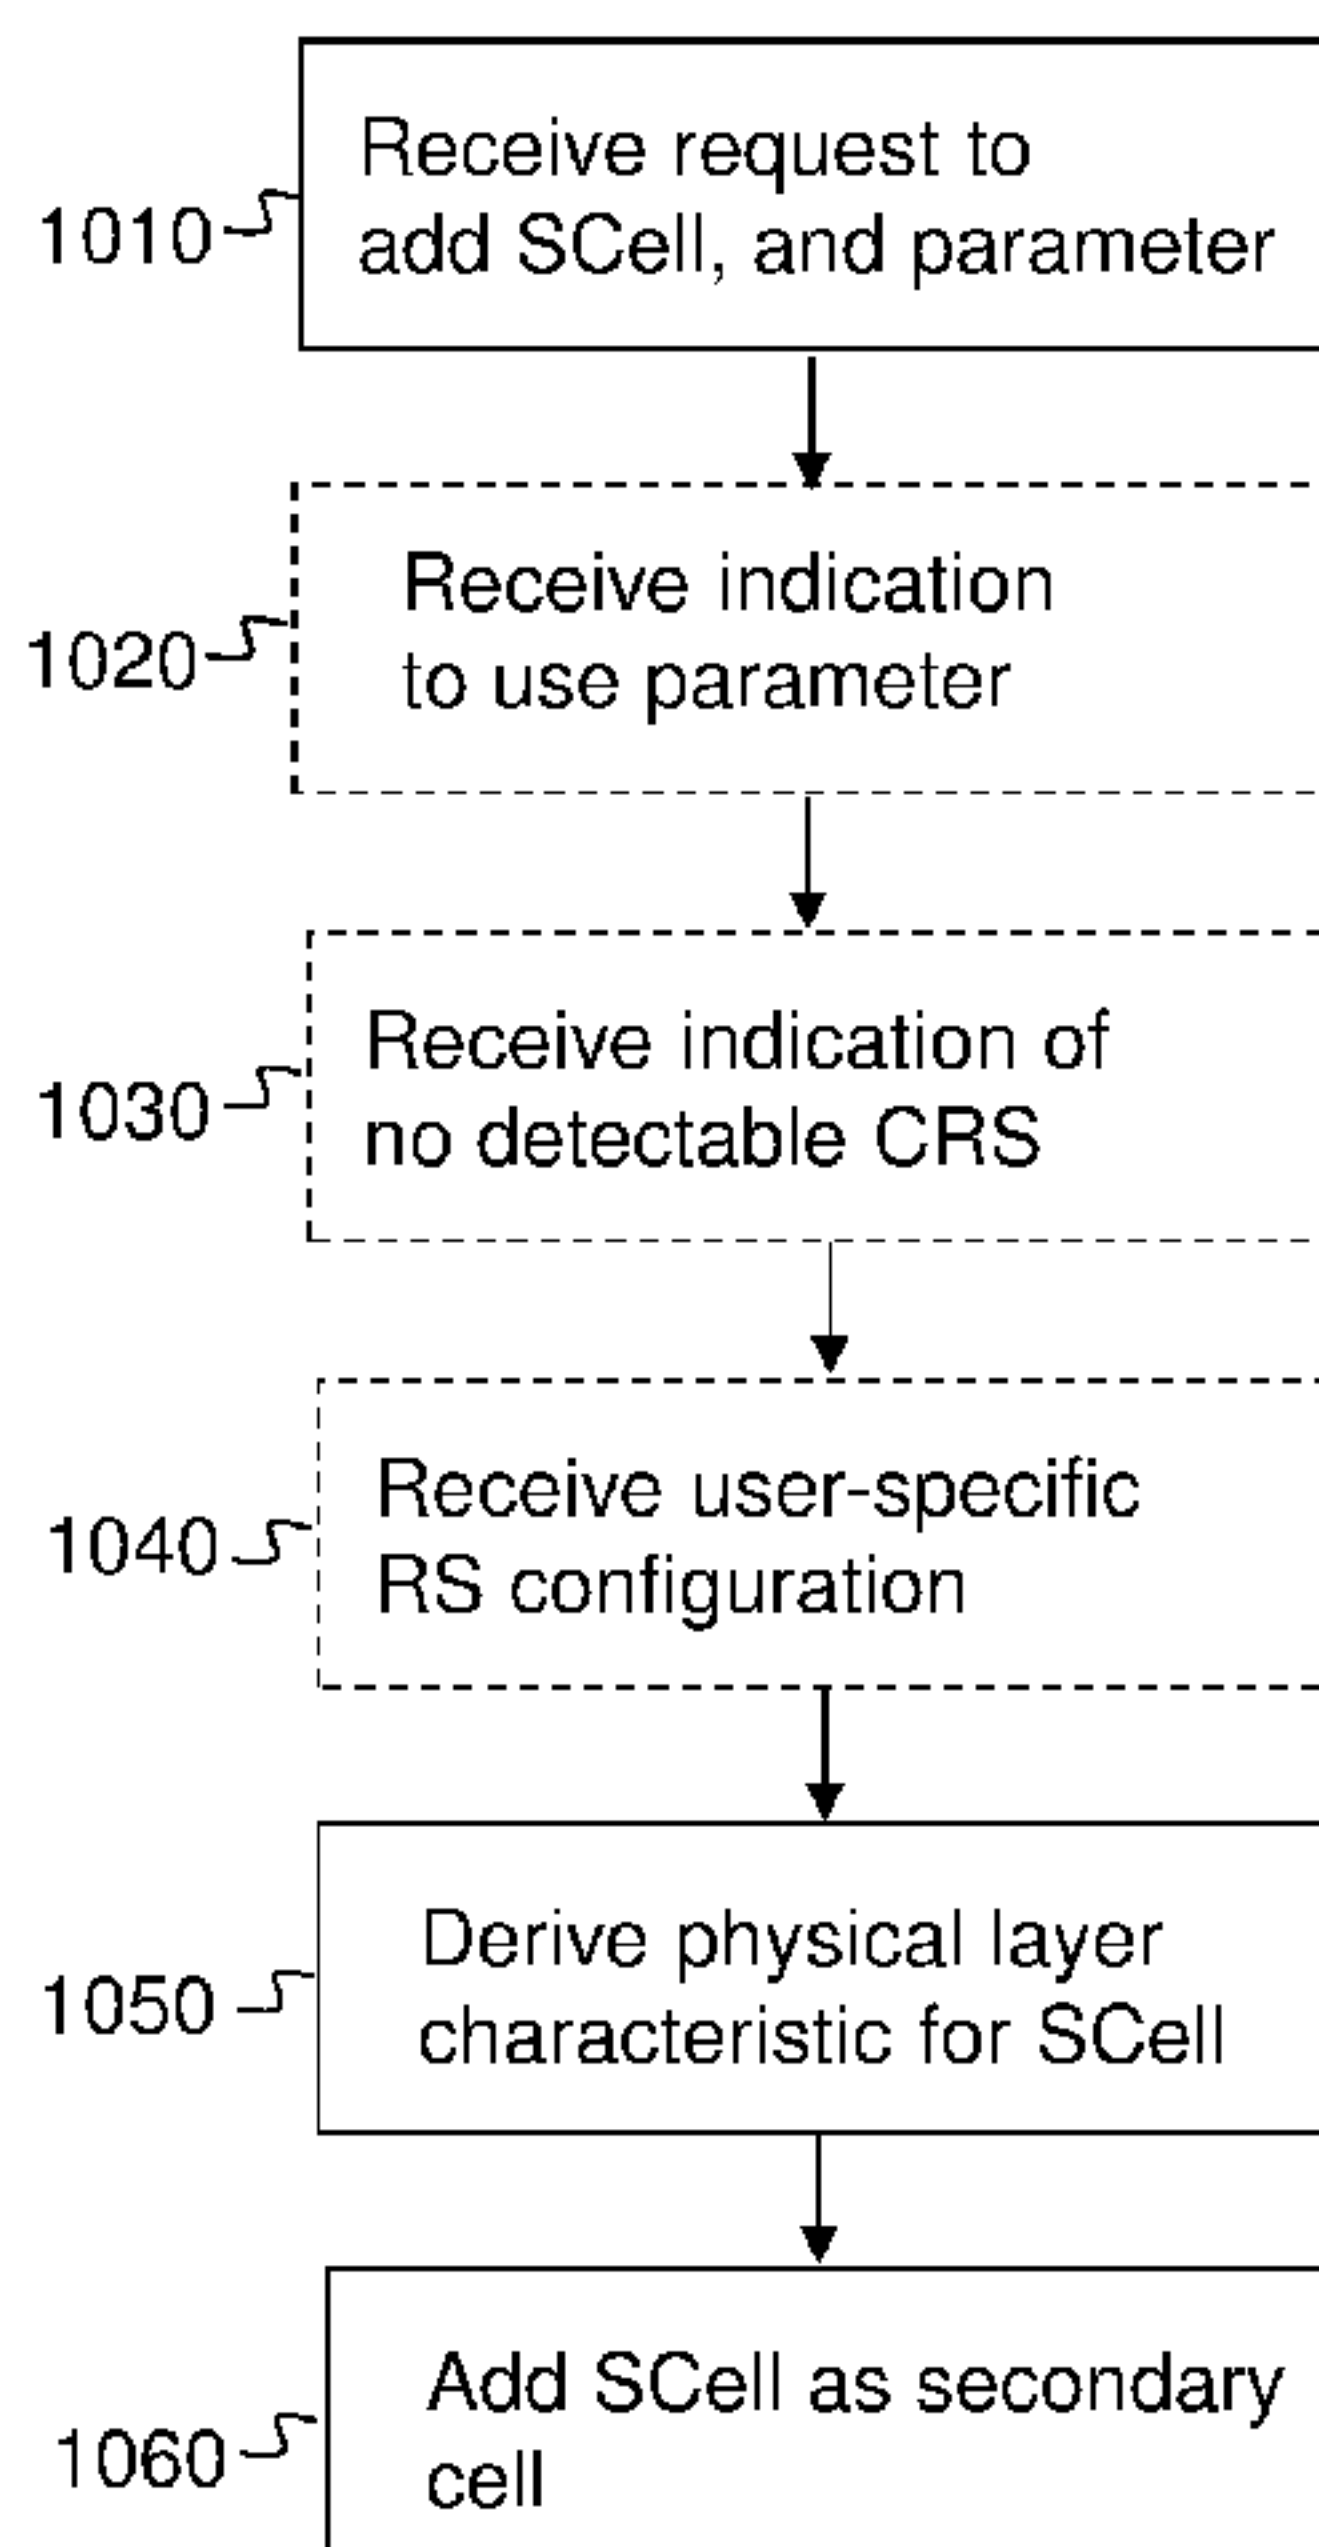 Receive request to
1010 add SCell, and parameter
Receive indication
1020 to use parameter
Receive indication of
1030 no detectable CRS
Receive user-specific
1040 RS configuration
Derive physical layer
1050 characteristic for SCell
Add SCell as secondary
1060 cell